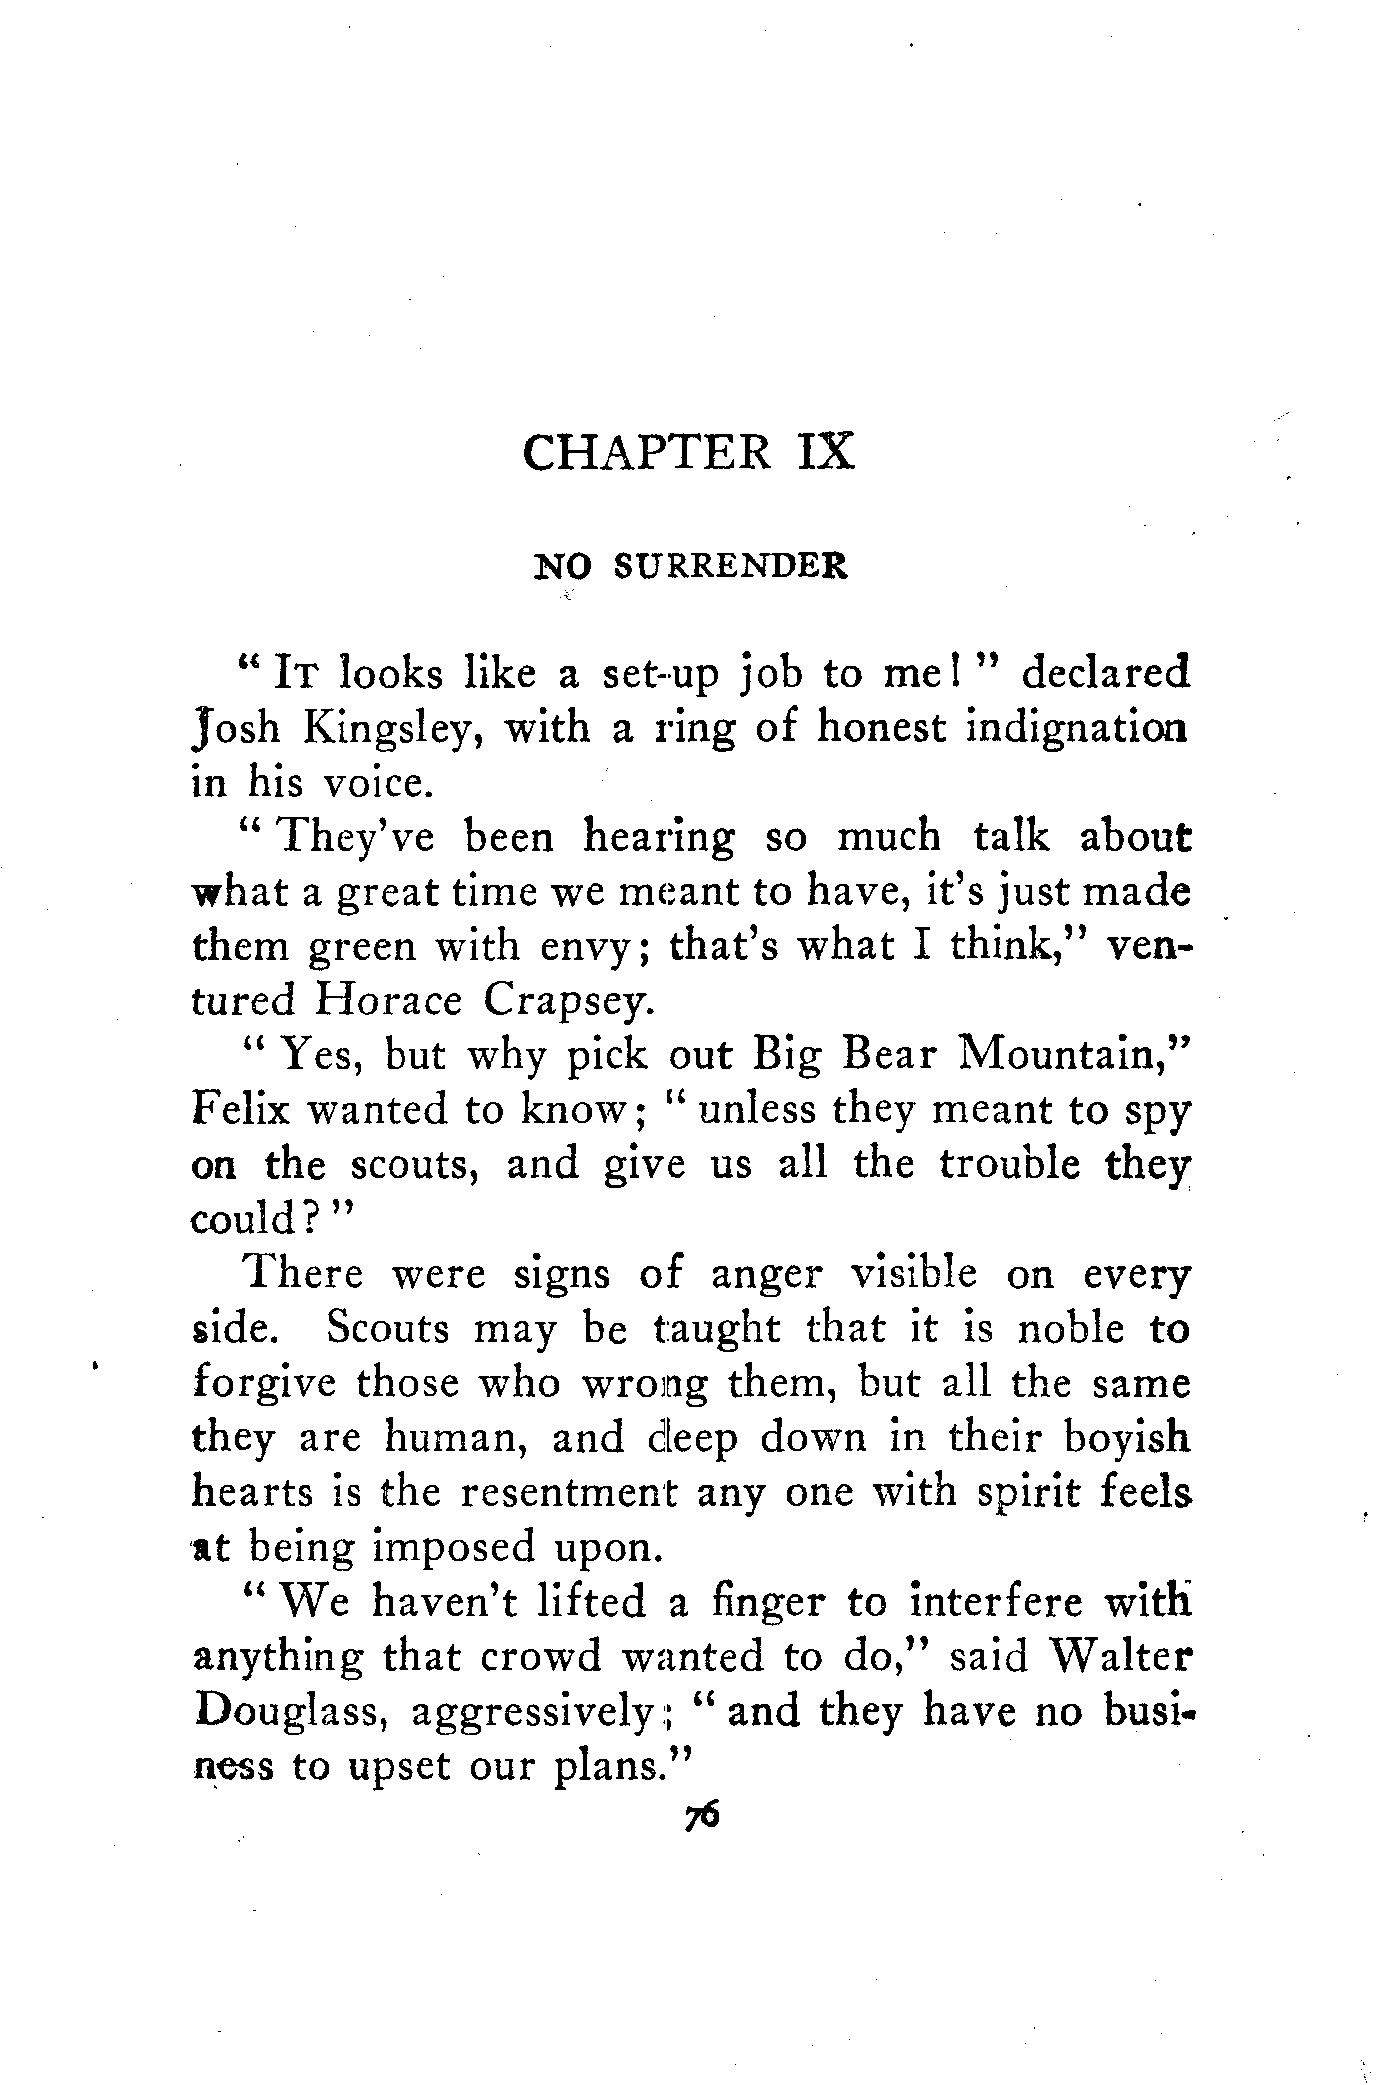 CHAPTER IX
NO SURRENDER
" IT looks like a set-up job to me! " declared
Josh Kingsley, with a ring of honest indignation
in his voice.
" They've been hearing so much talk about
what a great time we meant to have, it's just made
them green with envy; that's what I think," ven-
tured Horace Crapsey.
" Yes, but why pick out Big Bear Mountain,"
Felix wanted to know; " unless they meant to spy
on the scouts, and give us all the trouble they
could? "
There were signs of anger visible on every
side. Scouts may be taught that it is noble to
forgive those who wrong them, but all the same
they are human, and deep down in their boyish
hearts is the resentment any one with spirit feels
at being imposed upon.
" We haven't lifted a finger to interfere with
anything that crowd wanted to do," said Walter
Douglass, aggressively; " and they have no busi-
ness to upset our plans."
76